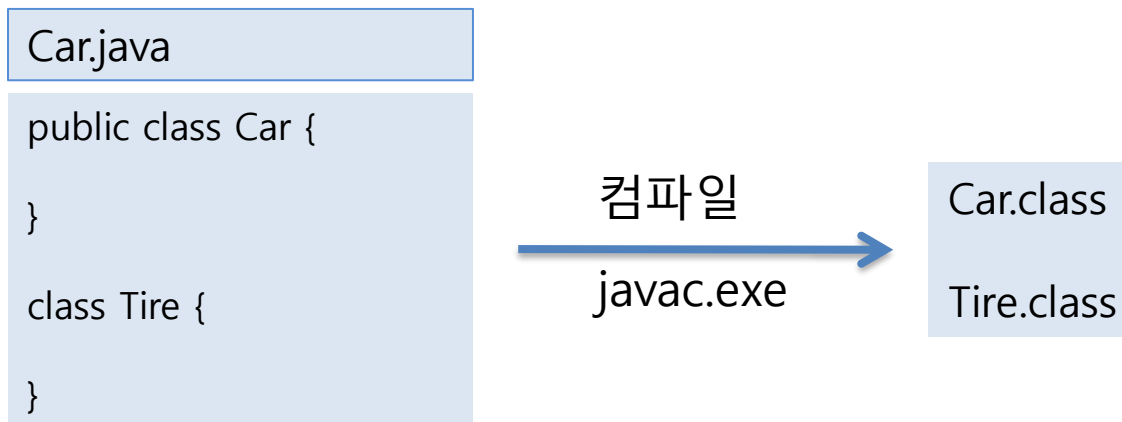 Car.java
public class Car {
}
class Tire {
}
컴파일
javac.exe
Car.class
Tire.class